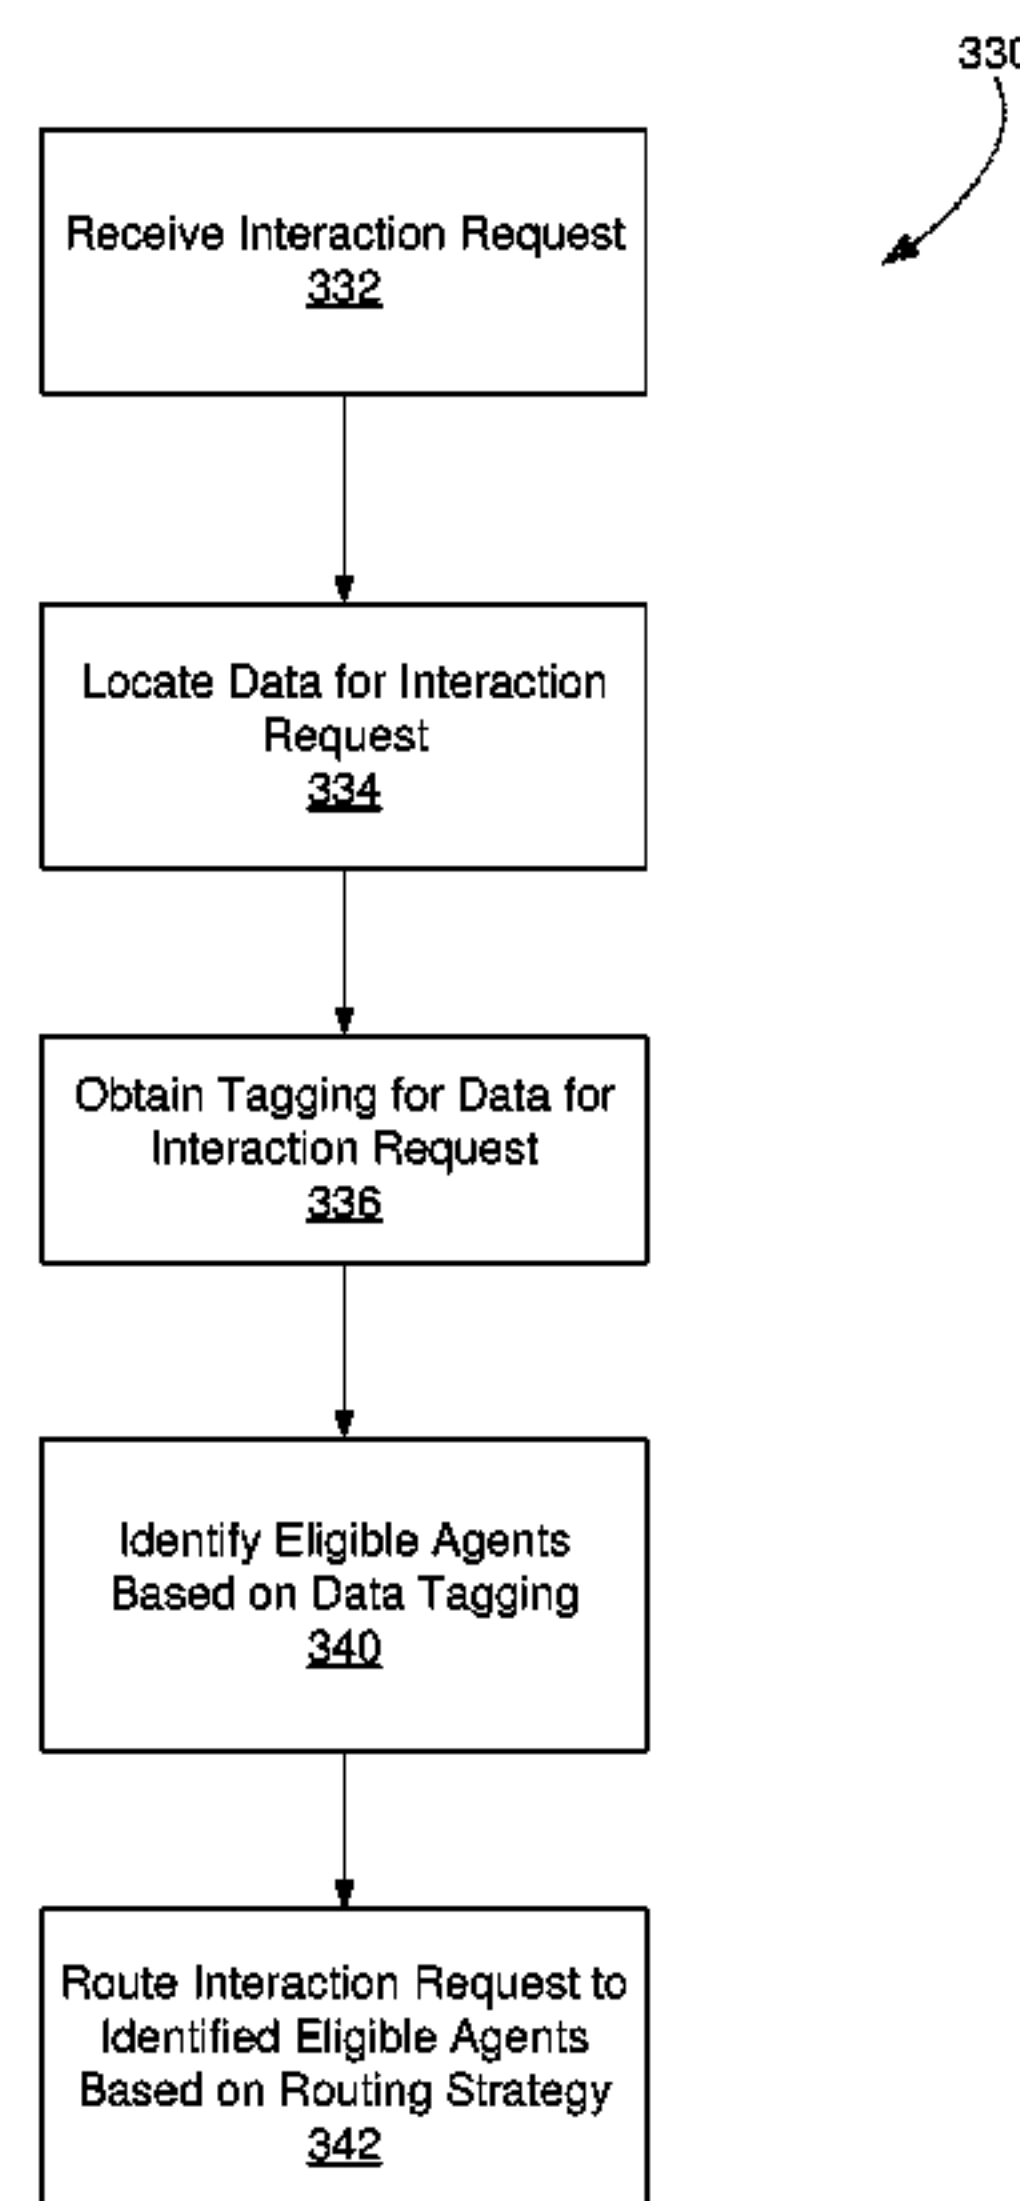 330
Receive Interaction Request
332
Locate Data for Interaction
Request
334
Obtain Tagging for Data for
Interaction Request
336
Identify Eligible Agents
Based on Data Tagging
340
Route Interaction Request to
Identified Eligible Agents
Based on Routing Strategy
342